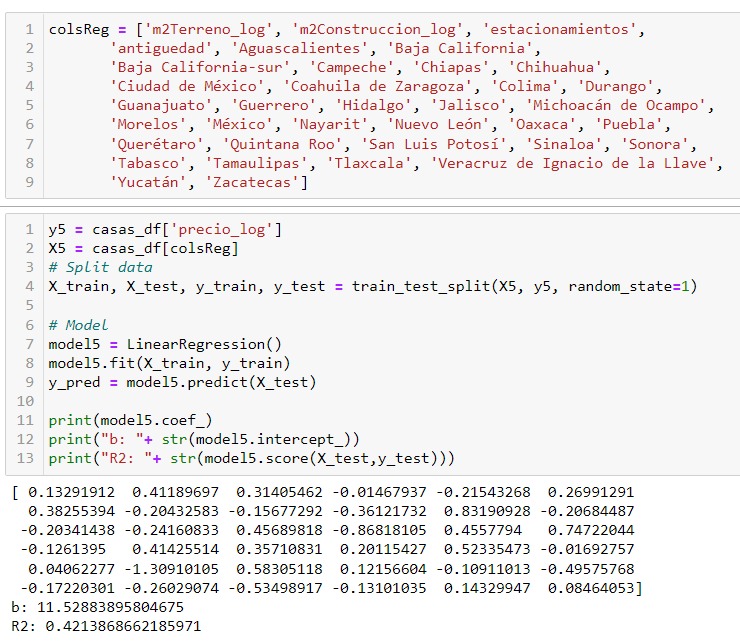 1 colsReg = ['m2Terreno_log', 'm2Construccion_log', 'estacionamientos',
2 'antiguedad', 'Aguascalientes', 'Baja California',
3 'Baja California-sur', 'Campeche', 'Chiapas', 'Chihuahua',
4 'Ciudad de México', 'Coahuila de Zaragoza', 'Colima', 'Durango',
5 'Guanajuato', 'Guerrero', 'Hidalgo', 'Jalisco', 'Michoacán de Ocampo',
6 'Morelos', 'México', 'Nayarit', 'Nuevo León', 'Oaxaca', 'Puebla',
7 'Querétaro', 'Quintana Roo', 'San Luis Potosí', 'Sinaloa', 'Sonora',
8 'Tabasco', 'Tamaulipas', 'Tlaxcala', 'Veracruz de Ignacio de la Llave',
9 'Yucatán', 'Zacatecas']
1 y5 = casas_df['precio_log']
2 X5 = casas_df[colsReg]
3 # Split data
4 X_train, X_test, y_train, y_test = train_test_split(X5, y5, random_state=1)
5
6 # Model
7 model5 = LinearRegression()
8 model5.fit(X_train, y_train)
9 y_pred = model5.predict(X_test)
10
11 print(model5.coef_)
12 print("b: "+ str(model5.intercept_))
13 print("R2: "+ str(model5.score(X_test,y_test)))
[ 0.13291912 0.41189697 0.31405462 -0.01467937 -0.21543268 0.26991291
0.38255394 -0.20432583 -0.15677292 -0.36121732 0.83190928 -0.20684487
-0.20341438 -0.24160833 0.45689818 -0.86818105 0.4557794 0.74722044
-0.1261395 0.41425514 0.35710831 0.20115427 0.52335473 -0.01692757
0.04062277 -1.30910105 0.58305118 0.12156604 -0.10911013 -0.49575768
-0.17220301 -0.26029074 -0.53498917 -0.13101035 0.14329947 0.08464053]
b: 11.52883895804675
R2: 0.4213868662185971